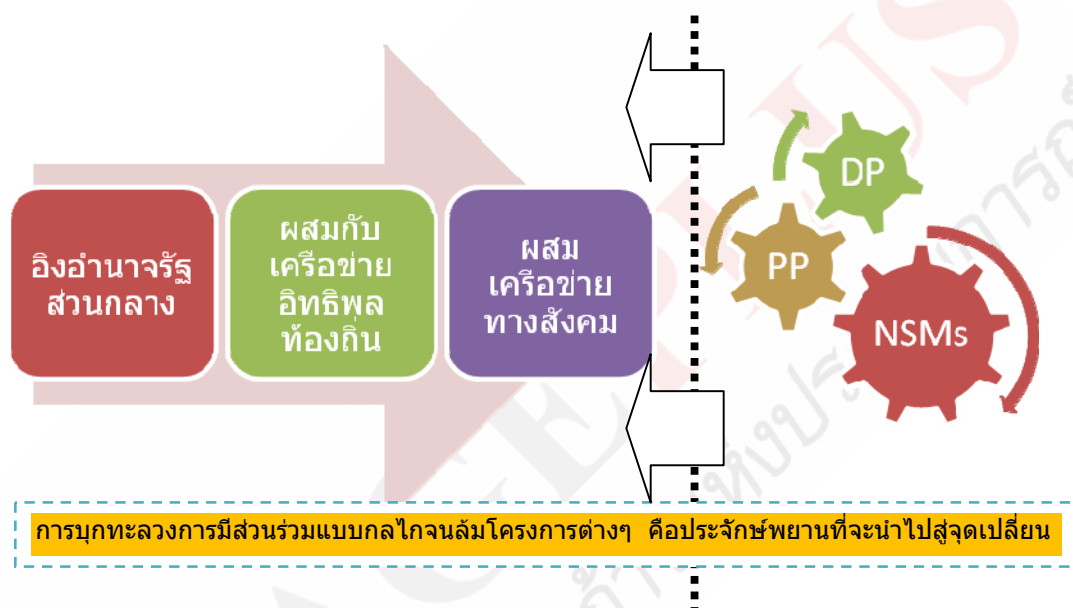 อิงอำนาจรัฐ
ส่วนกลาง
ผสมกับ
เครือข่าย
อิทธิพล
ท้องถิ่น
ผสม
เครือข่าย
ทางสังคม
DP
PP
NSMs
การบุกทะลวงการมีส่วนร่วมแบบกลไกจนล้มโครงการต่างๆ คือประจักษ์พยานที่จะนำไปสู่จุดเปลี่ยน